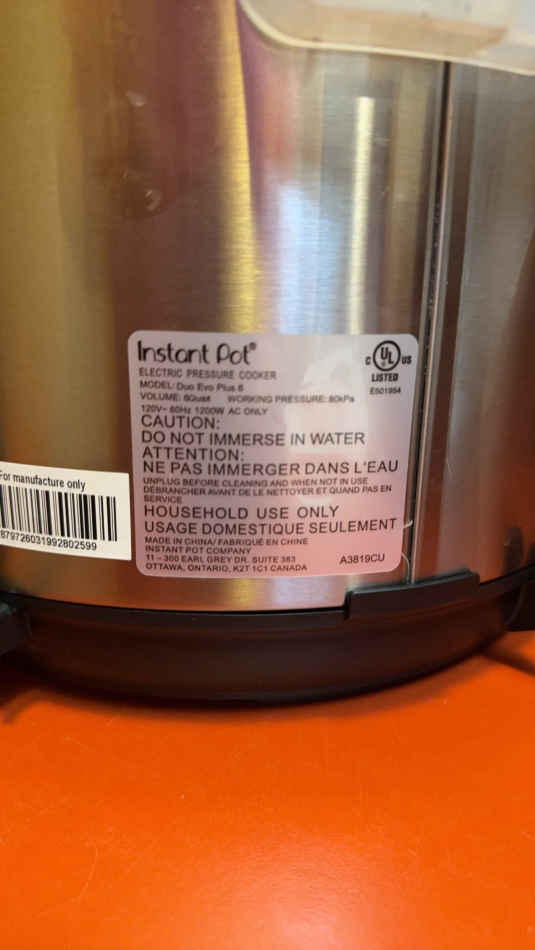 Instant Pot®
ELECTRIC PRESSURE COOKER
MODEL: Duo Evo Plus 6
VOLUME: 6Quart WORKING PRESSURE: 80kPa
120V~ 60Hz 1200W AC ONLY
C UL US
LISTED
E501954
CAUTION:
DO NOT IMMERSE IN WATER
ATTENTION:
NE PAS IMMERGER DANS L'EAU
UNPLUG BEFORE CLEANING AND WHEN NOT IN USE
DÉBRANCHER AVANT DE LE NETTOYER ET QUAND PAS EN
SERVICE
HOUSEHOLD USE ONLY
USAGE DOMESTIQUE SEULEMENT
MADE IN CHINA/ FABRIQUÉ EN CHINE
INSTANT POT COMPANY
11 – 300 EARL GREY DR. SUITE 383
OTTAWA, ONTARIO, K2T 1C1 CANADA
A3819CU
For manufacture only
879726031992802599